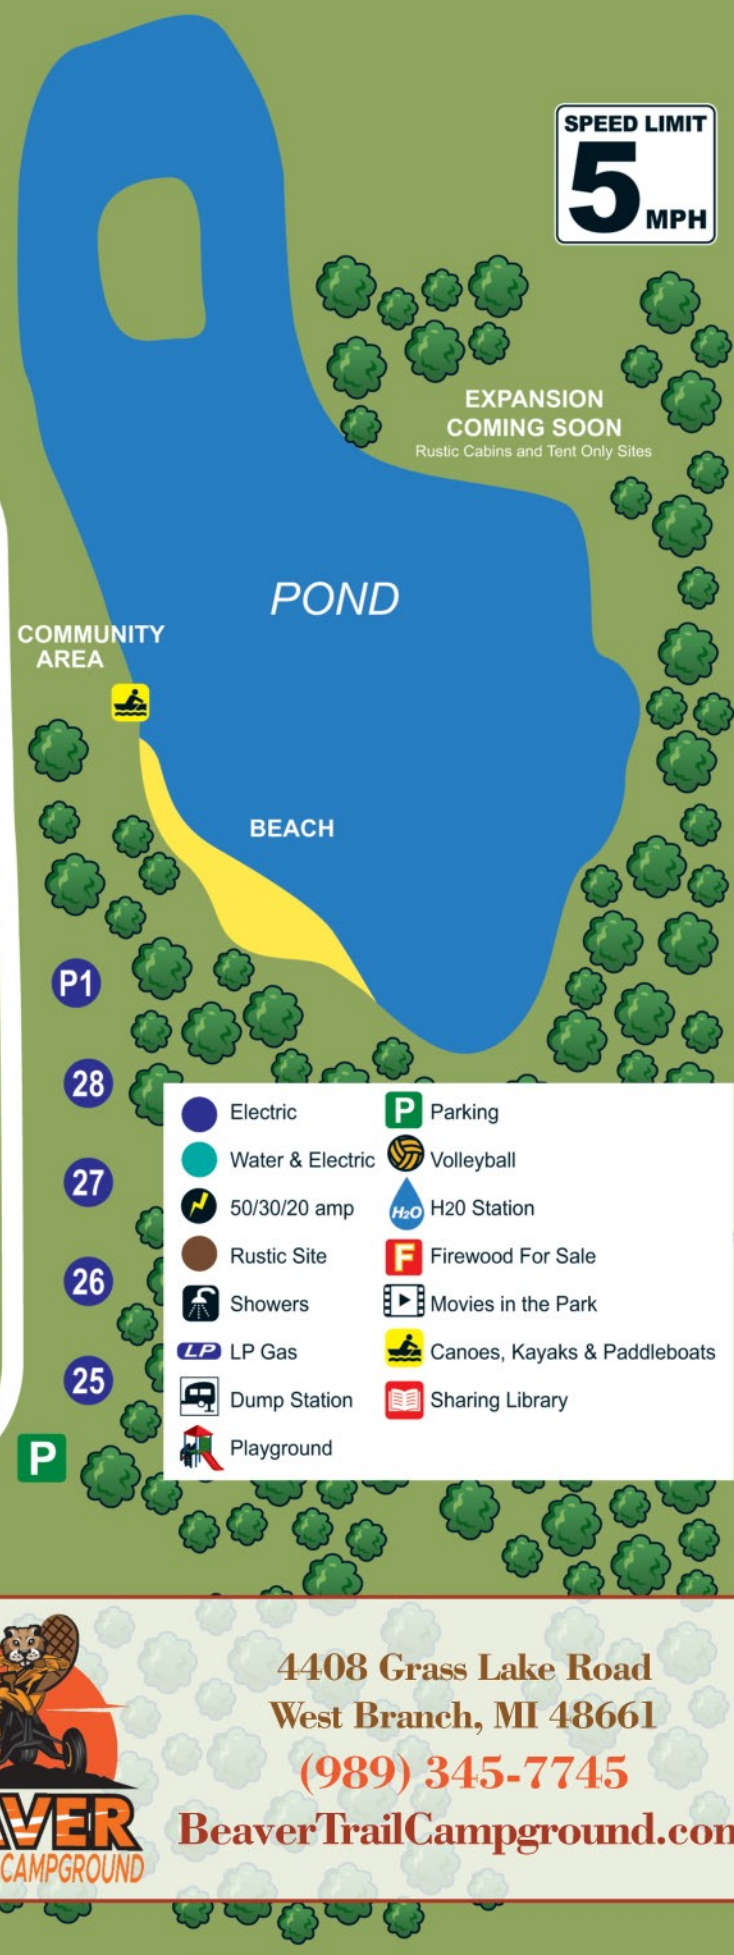 SPEED LIMIT
5
MPH
EXPANSION
COMING SOON
Rustic Cabins and Tent Only Sites
POND
COMMUNITY
AREA
BEACH
P1
28
27
26
25
P
Electric
Water & Electric
50/30/20 amp
Rustic Site
Showers
LP LP Gas
Dump Station
Playground
P Parking
Volleyball
H₂O H20 Station
F Firewood For Sale
Movies in the Park
Canoes, Kayaks & Paddleboats
Sharing Library
4408 Grass Lake Road
West Branch, MI 48661
(989) 345-7745
BeaverTrailCampground.con
AVER
CAMPGROUND